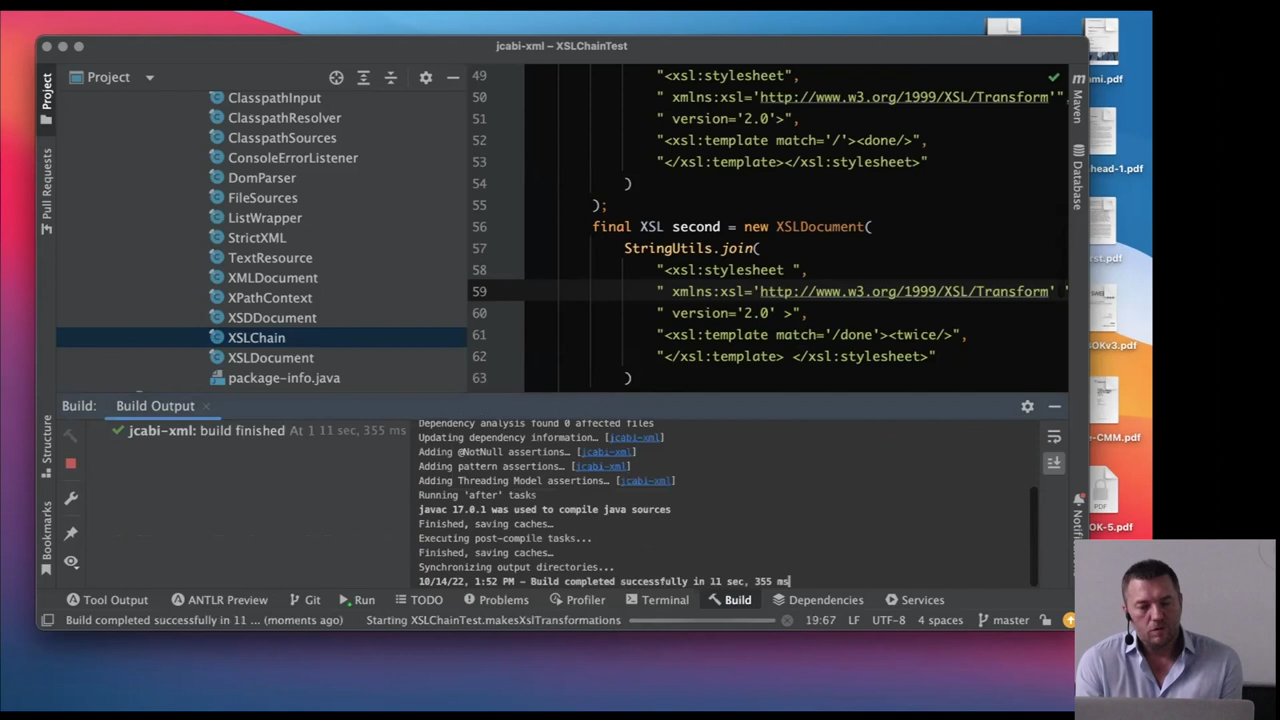 jcabi-xml – XSLChainTest
Project
Project
Pull Requests
Structure
Bookmarks
ClasspathInput
ClasspathResolver
ClasspathSources
ConsoleErrorListener
DomParser
FileSources
ListWrapper
StrictXML
TextResource
XMLDocument
XPathContext
XSDDocument
XSLChain
XSLDocument
package-info.java
49 "<xsl:stylesheet",
50 " xmlns:xsl='http://www.w3.org/1999/XSL/Transform'",
51 " version='2.0'>",
52 "<xsl:template match='/'><done/>",
53 "</xsl:template></xsl:stylesheet>"
54 )
55 );
56 final XSL second = new XSLDocument(
57 StringUtils.join(
58 "<xsl:stylesheet ",
59 " xmlns:xsl='http://www.w3.org/1999/XSL/Transform' "
60 " version='2.0' >",
61 "<xsl:template match='/done'><twice/>",
62 "</xsl:template> </xsl:stylesheet>"
63 )
Maven
Database
Build: Build Output
jcabi-xml: build finished At 1 11 sec, 355 ms
Dependency analysis found 0 affected files
Updating dependency information… [jcabi-xml]
Adding @NotNull assertions… [jcabi-xml]
Adding pattern assertions… [jcabi-xml]
Adding Threading Model assertions… [jcabi-xml]
Running 'after' tasks
javac 17.0.1 was used to compile java sources
Finished, saving caches…
Executing post-compile tasks...
Finished, saving caches…
Synchronizing output directories...
10/14/22, 1:52 PM – Build completed successfully in 11 sec, 355 ms
Tool Output ANTLR Preview Git Run TODO Problems Profiler Terminal Build Dependencies Services
Build completed successfully in 11 ... (moments ago) Starting XSLChainTest.makesXslTransformations 19:67 LF UTF-8 4 spaces master
head-1.pdf
PDF
OK-5.pdf